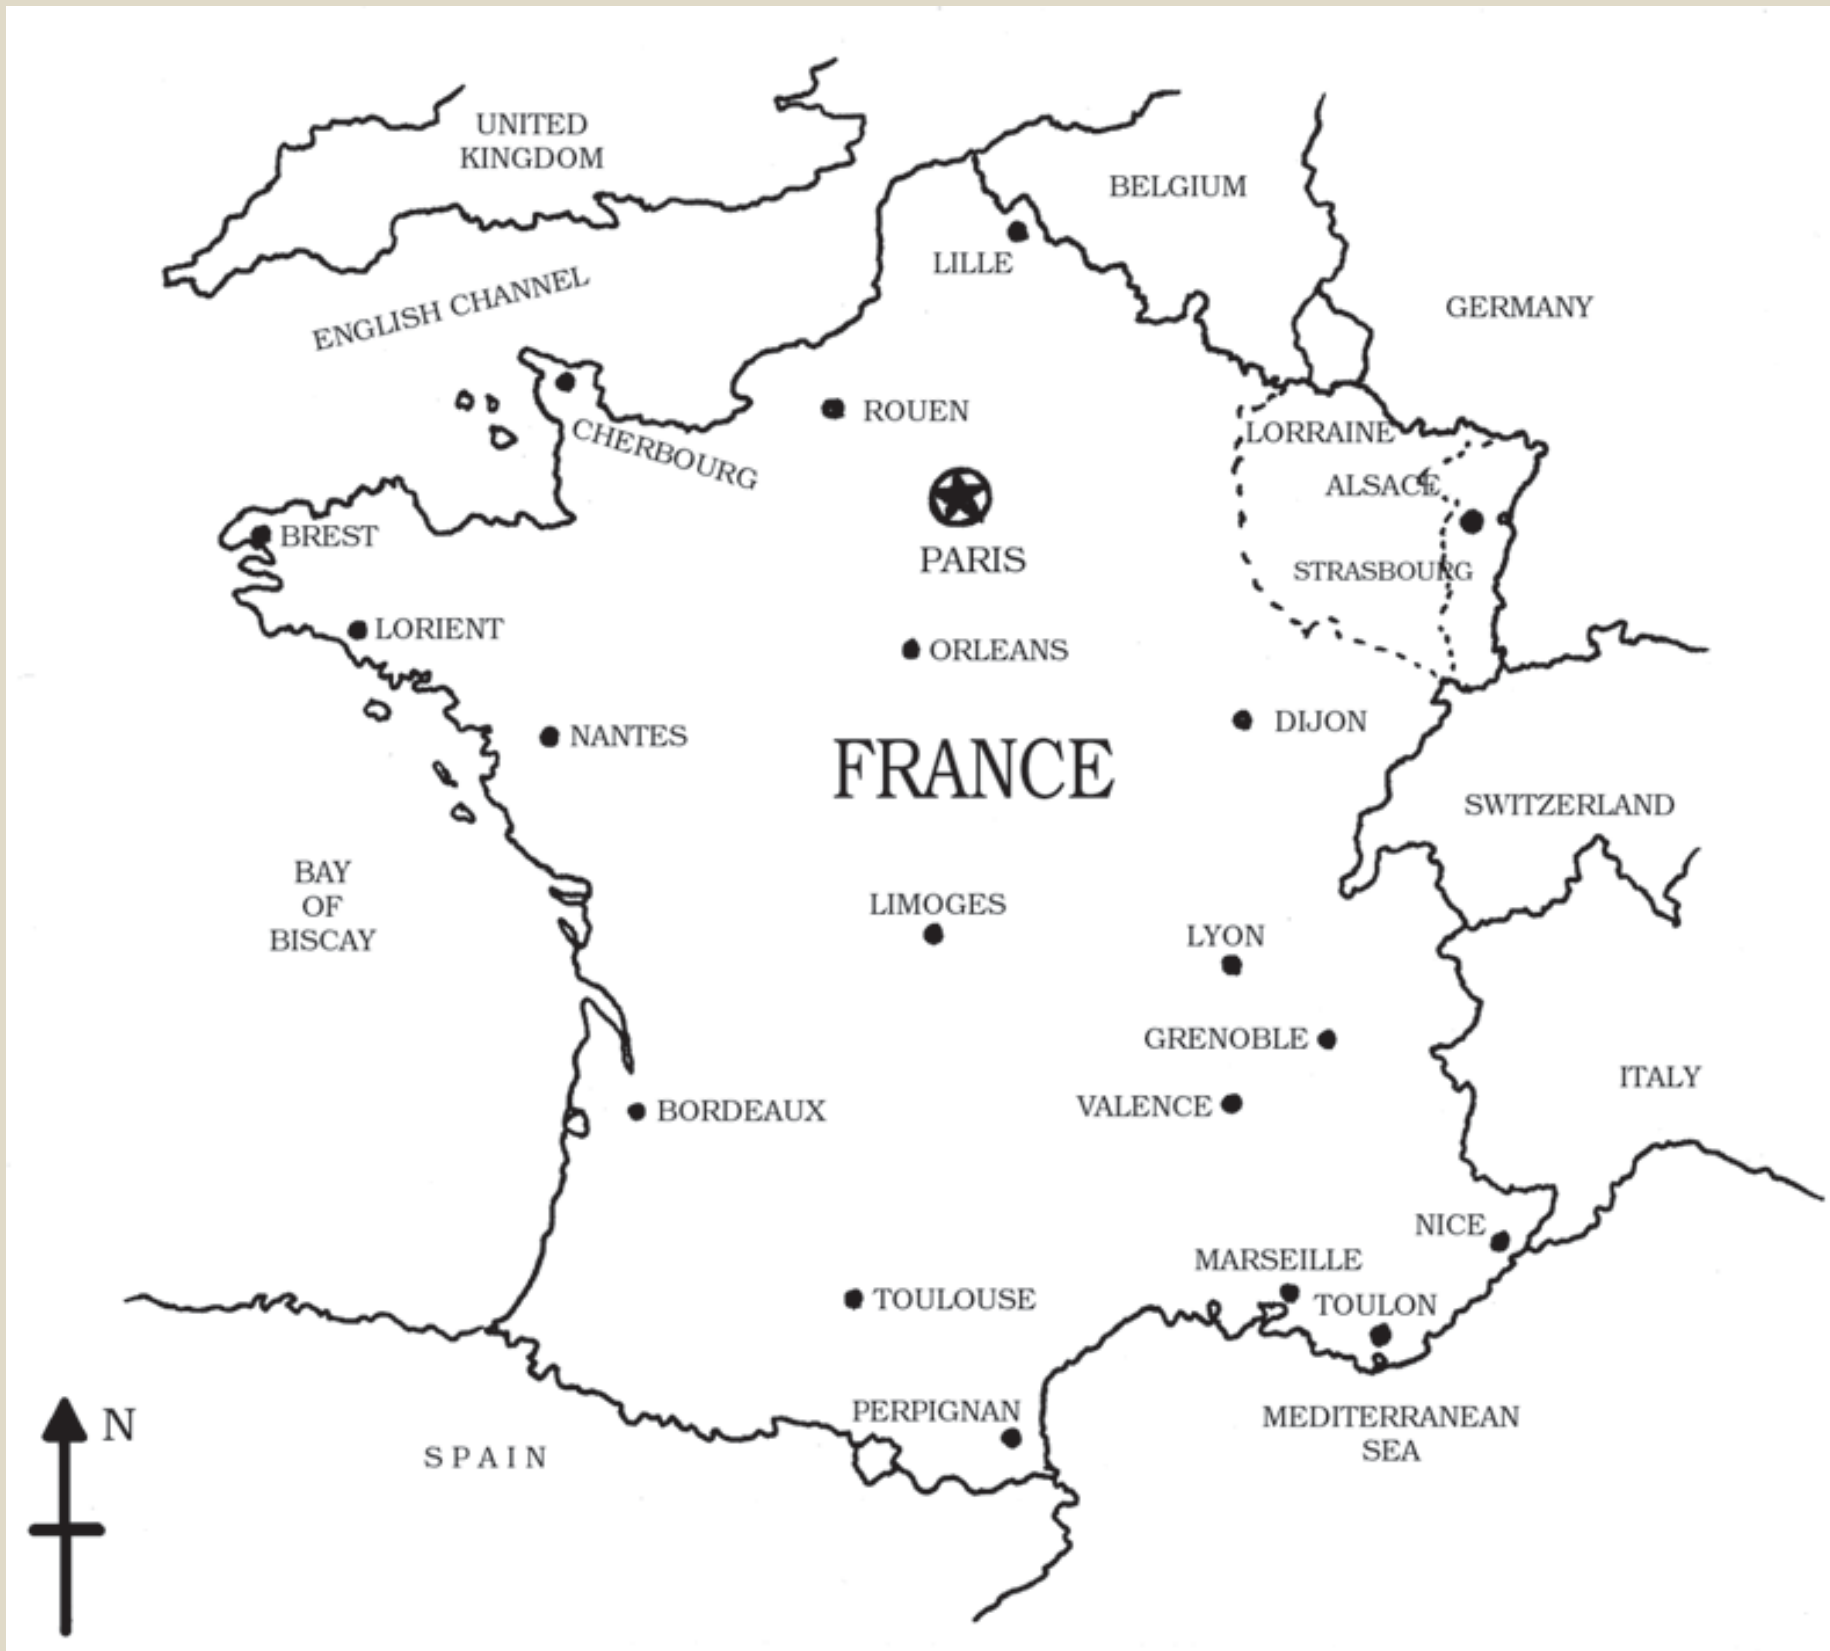 UNITED
KINGDOM
BELGIUM
LILLE
ENGLISH CHANNEL
GERMANY
ROUEN
LORRAINE
CHERBOURG
ALSACE
BREST
PARIS
STRASBOURG
LORIENT
ORLEANS
DIJON
NANTES
FRANCE
SWITZERLAND
BAY
OF
BISCAY
LIMOGES
LYON
GRENOBLE
ITALY
VALENCE
BORDEAUX
NICE
MARSEILLE
TOULOUSE
TOULON
PERPIGNAN
MEDITERRANEAN
SEA
N
SPAIN